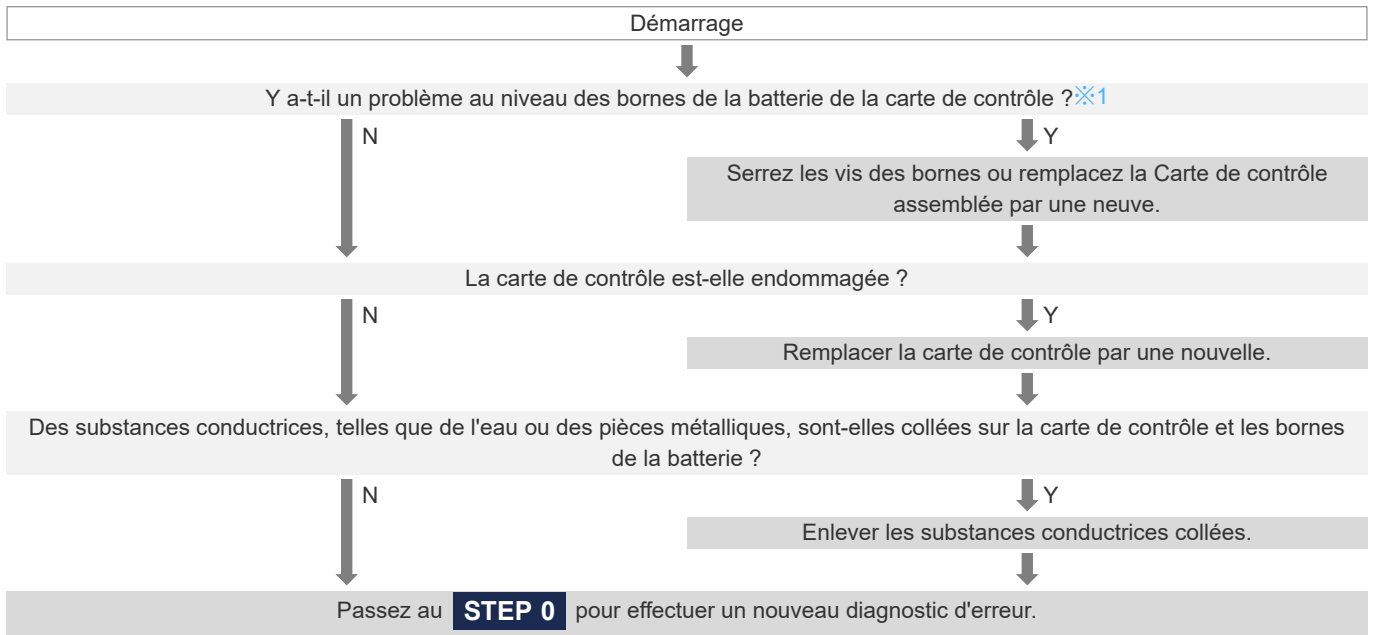 Démarrage
Y a-t-il un problème au niveau des bornes de la batterie de la carte de contrôle ?※1
N
Y
Serrez les vis des bornes ou remplacez la Carte de contrôle
assemblée par une neuve.
La carte de contrôle est-elle endommagée ?
N
Y
Remplacer la carte de contrôle par une nouvelle.
Des substances conductrices, telles que de l'eau ou des pièces métalliques, sont-elles collées sur la carte de contrôle et les bornes
de la batterie ?
N
Y
Enlever les substances conductrices collées.
Passez au STEP 0 pour effectuer un nouveau diagnostic d'erreur.